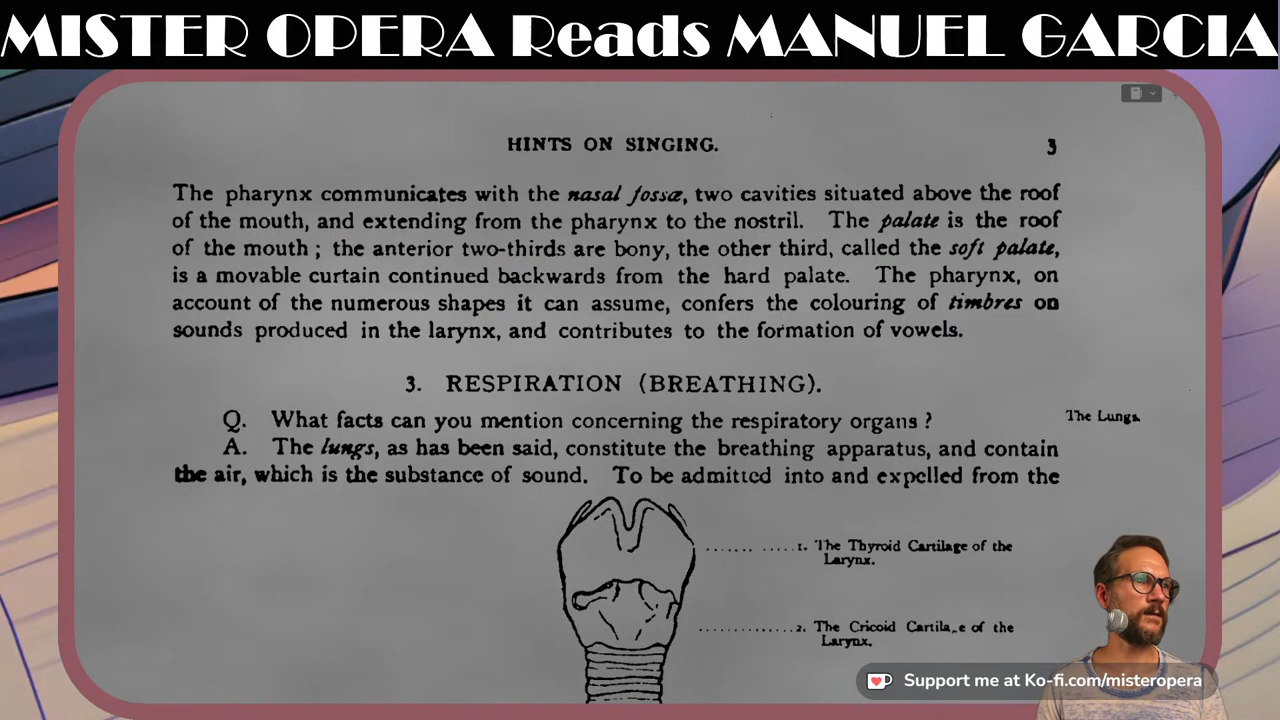 MISTER OPERA Reads MANUEL GARCIA
HINTS ON SINGING.
3
The pharynx communicates with the nasal fossæ, two cavities situated above the roof
of the mouth, and extending from the pharynx to the nostril. The palate is the roof
of the mouth ; the anterior two-thirds are bony, the other third, called the soft palate,
is a movable curtain continued backwards from the hard palate. The pharynx, on
account of the numerous shapes it can assume, confers the colouring of timbres on
sounds produced in the larynx, and contributes to the formation of vowels.
3. RESPIRATION (BREATHING).
Q. What facts can you mention concerning the respiratory organs ?
The Lungs.
A. The lungs, as has been said, constitute the breathing apparatus, and contain
the air, which is the substance of sound. To be admitted into and expelled from the
1. The Thyroid Cartilage of the
Larynx.
2. The Cricoid Cartila e of the
Larynx.
Support me at Ko-fi.com/misteropera